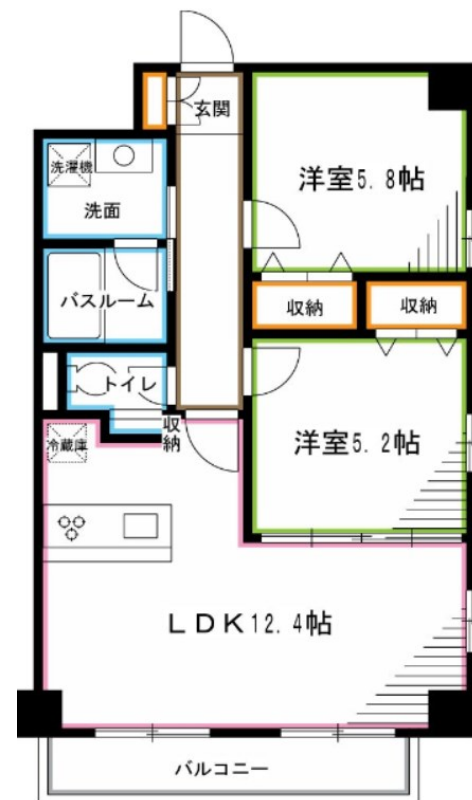 玄関
洗濯機
洗面
洋室5.8帖
バスルーム
収納
収納
トイレ
収納
冷蔵庫
洋室5.2帖
LDK12.4帖
バルコニー